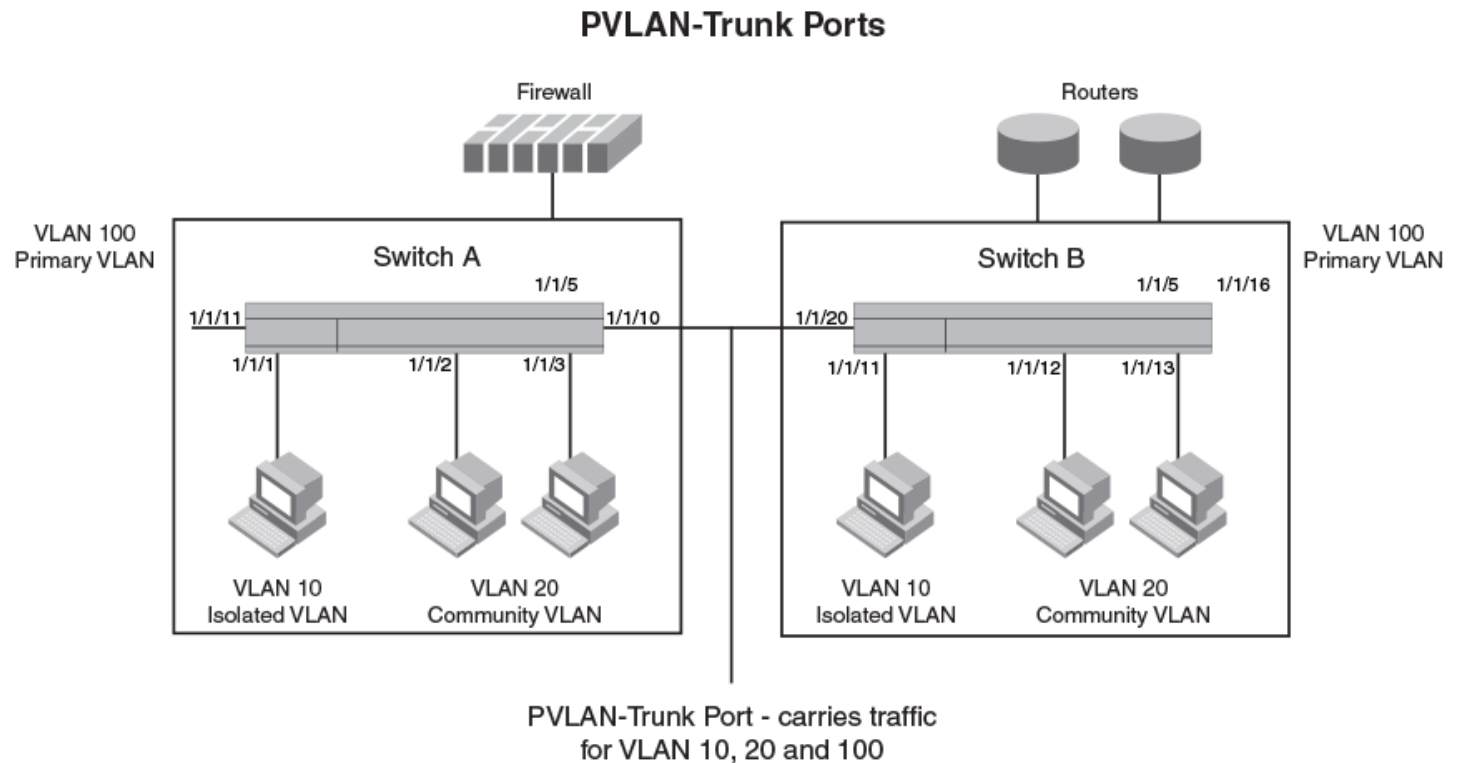 PVLAN-Trunk Ports
Firewall
Routers
VLAN 100
Primary VLAN
Switch A
Switch B
VLAN 100
Primary VLAN
1/1/5
1/1/5
1/1/16
1/1/11
1/1/10
1/1/20
1/1/1
1/1/2
1/1/3
1/1/11
1/1/12
1/1/13
VLAN 10
Isolated VLAN
VLAN 20
Community VLAN
VLAN 10
Isolated VLAN
VLAN 20
Community VLAN
PVLAN-Trunk Port - carries traffic
for VLAN 10, 20 and 100